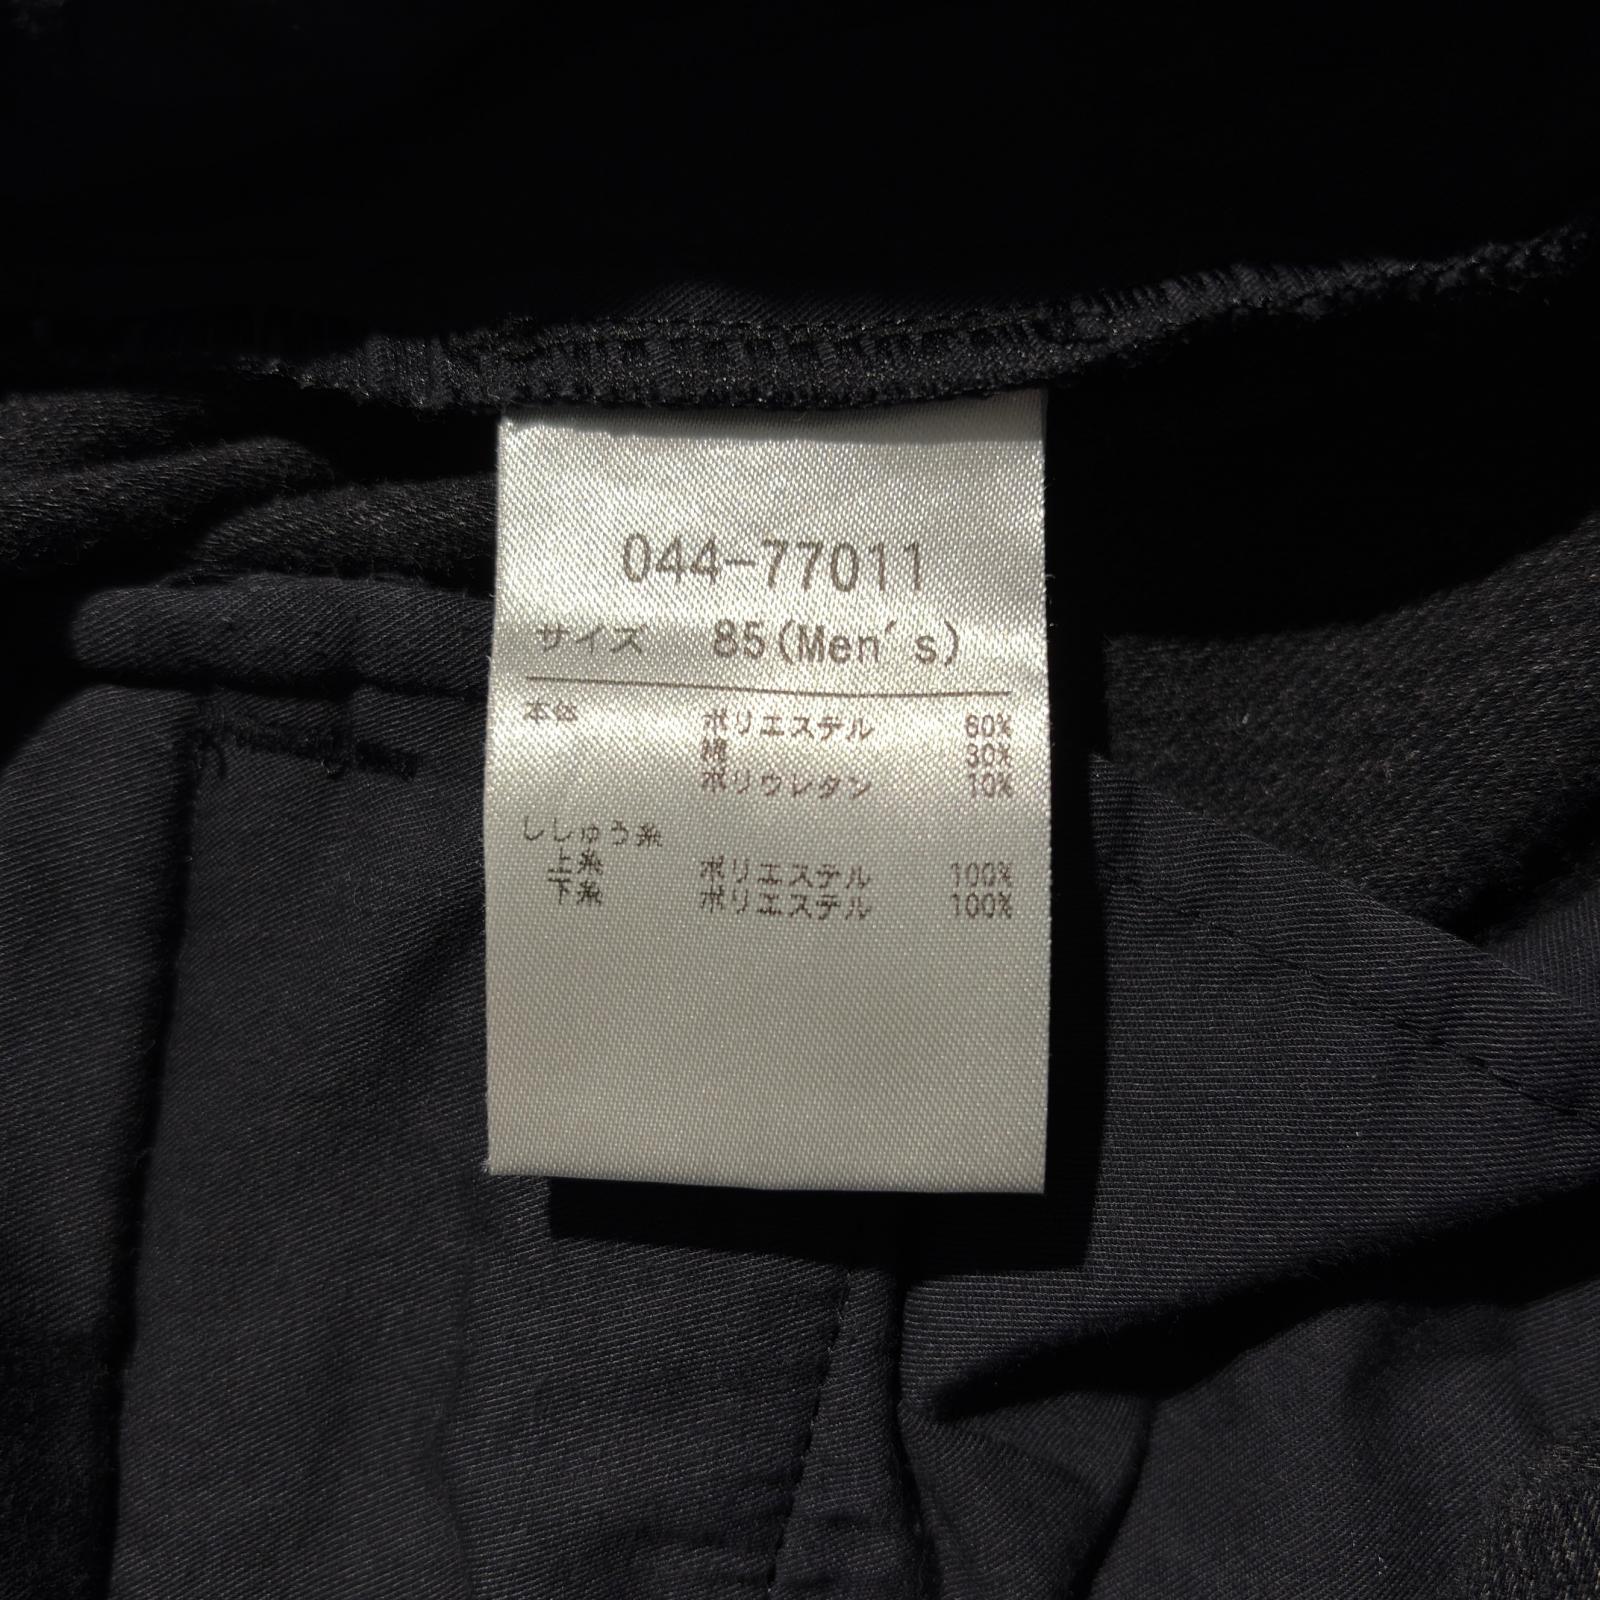 044-77011
サイズ 85(Men's)
本体 ポリエステル 60%
綿 30%
ポリウレタン 10%
ししゅう糸
上糸 ポリエステル 100%
下糸 ポリエステル 100%